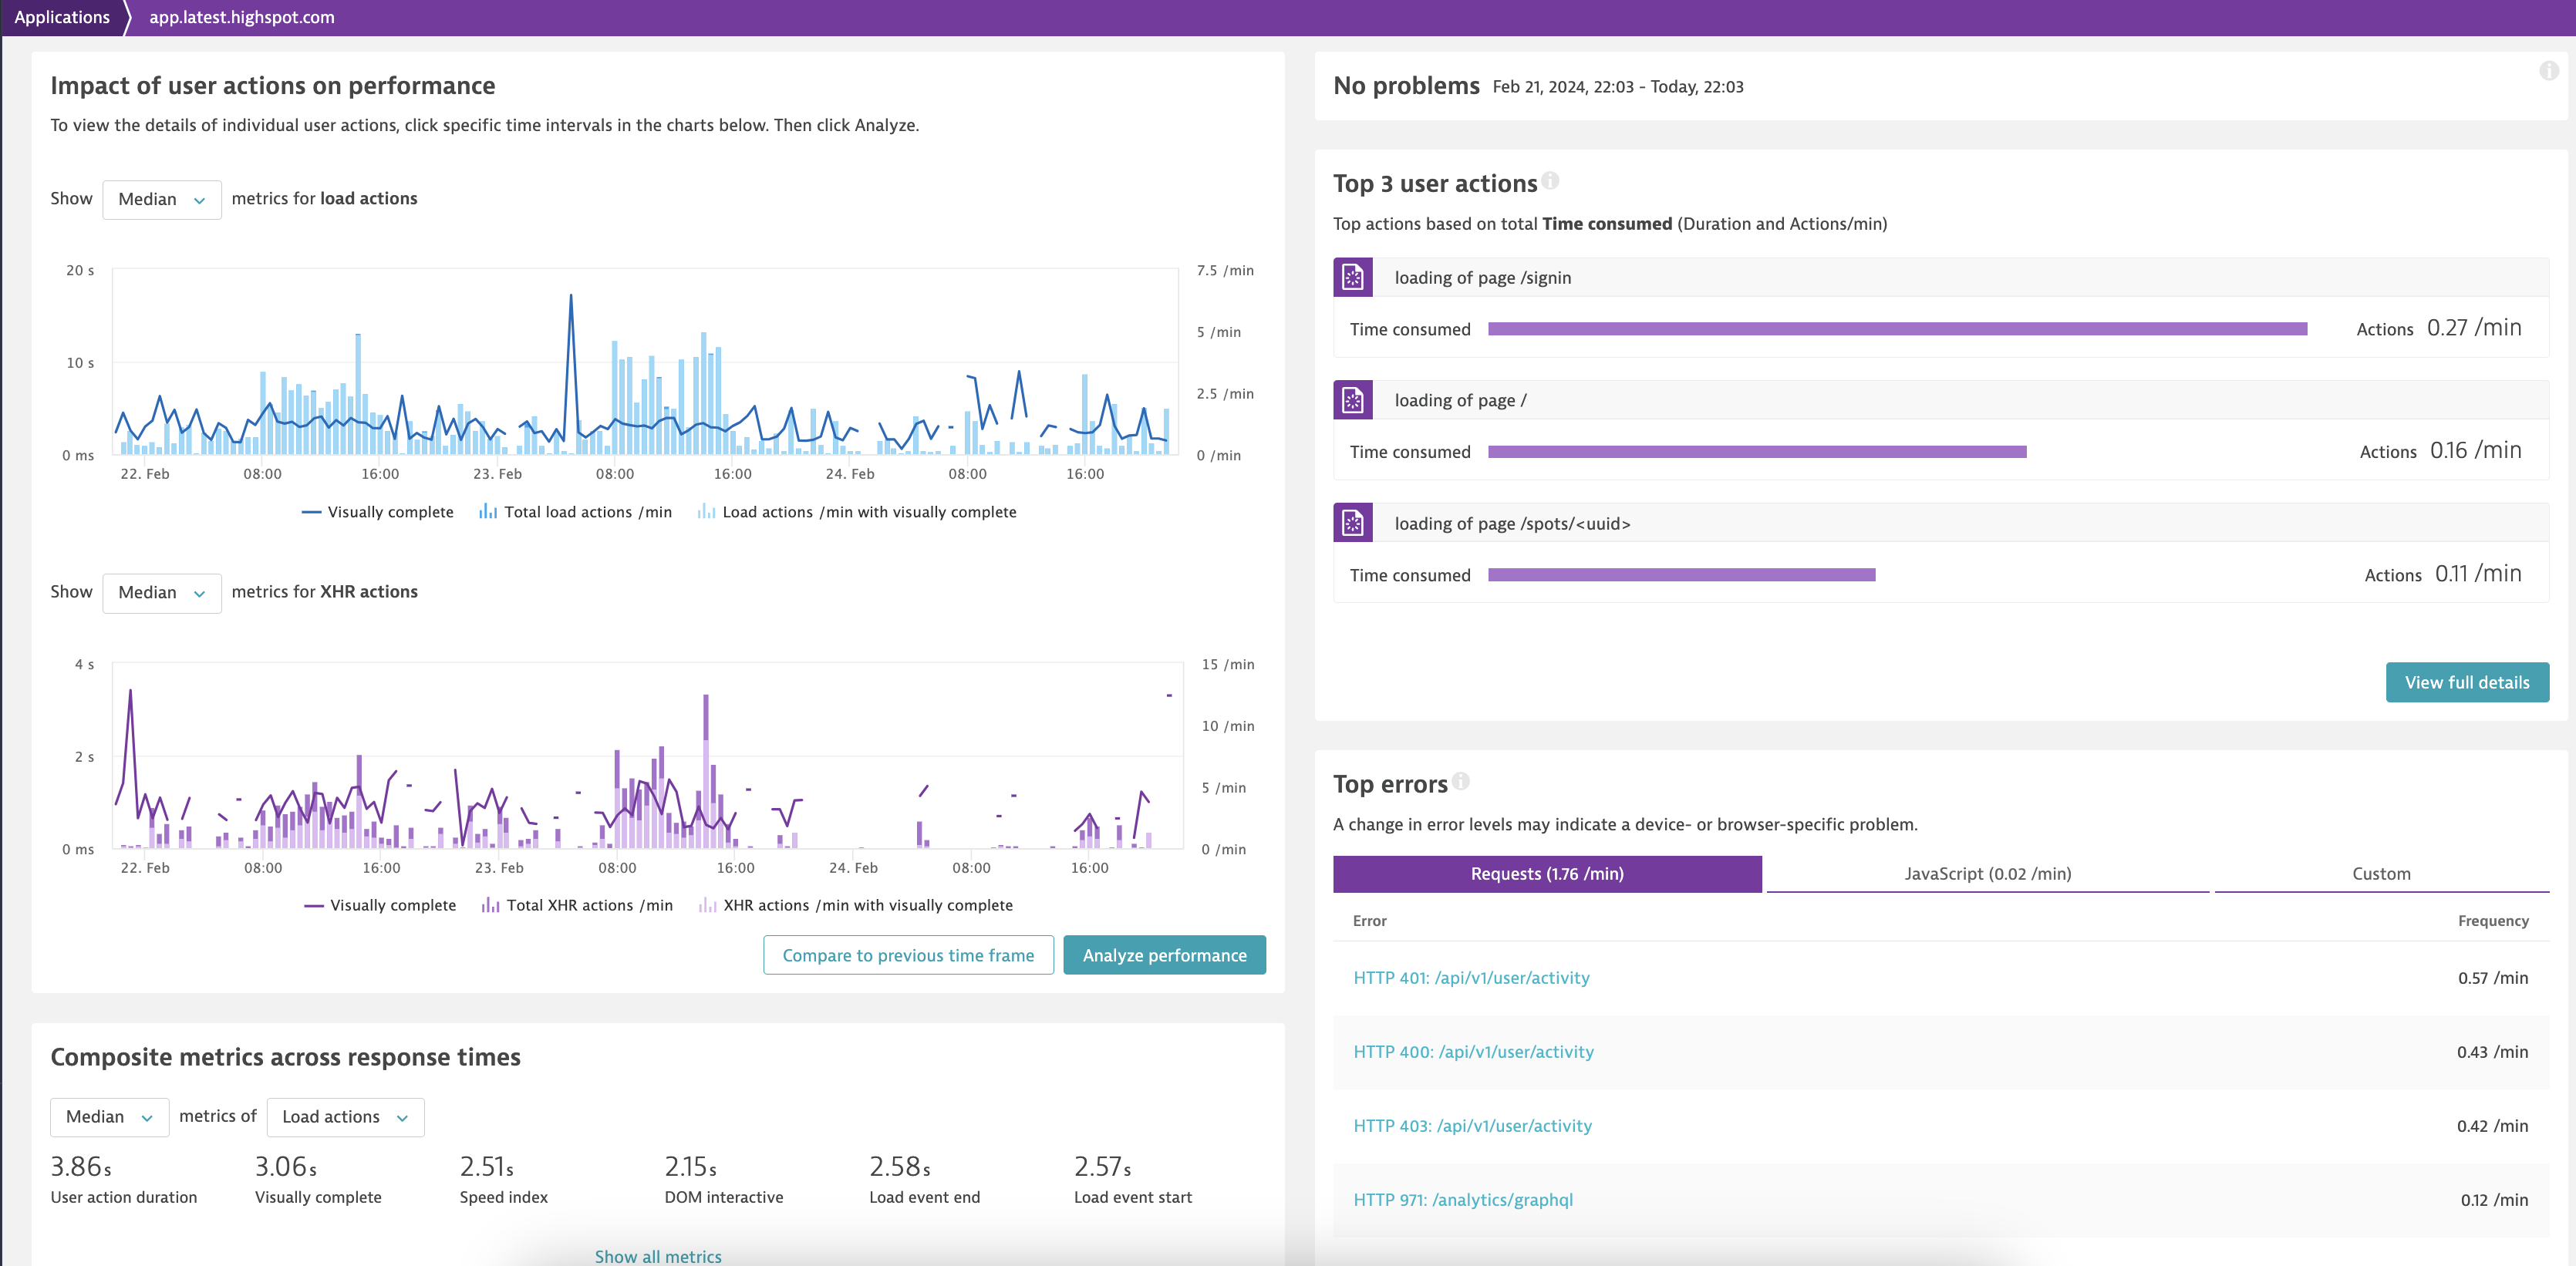 Applications
app.latest.highspot.com
Impact of user actions on performance
To view the details of individual user actions, click specific time intervals in the charts below. Then click Analyze.
Show Median metrics for load actions
20 s
10 s
0 ms
7.5 /min
5 /min
2.5 /min
0 /min
22. Feb 08:00 16:00 23. Feb 08:00 16:00 24. Feb 08:00 16:00
Visually complete Total load actions /min Load actions /min with visually complete
Show Median metrics for XHR actions
4 s
2 s
0 ms
15 /min
10 /min
5 /min
0 /min
22. Feb 08:00 16:00 23. Feb 08:00 16:00 24. Feb 08:00 16:00
Visually complete Total XHR actions /min XHR actions /min with visually complete
Compare to previous time frame Analyze performance
Composite metrics across response times
Median metrics of Load actions
3.86 s 3.06 s 2.51 s 2.15 s 2.58 s 2.57 s
User action duration Visually complete Speed index DOM interactive Load event end Load event start
Show all metrics
No problems Feb 21, 2024, 22:03 - Today, 22:03
Top 3 user actions
Top actions based on total Time consumed (Duration and Actions/min)
loading of page /signin
Time consumed Actions 0.27 /min
loading of page /
Time consumed Actions 0.16 /min
loading of page /spots/<uuid>
Time consumed Actions 0.11 /min
View full details
Top errors
A change in error levels may indicate a device- or browser-specific problem.
Requests (1.76 /min) JavaScript (0.02 /min) Custom
Error Frequency
HTTP 401: /api/v1/user/activity 0.57 /min
HTTP 400: /api/v1/user/activity 0.43 /min
HTTP 403: /api/v1/user/activity 0.42 /min
HTTP 971: /analytics/graphql 0.12 /min